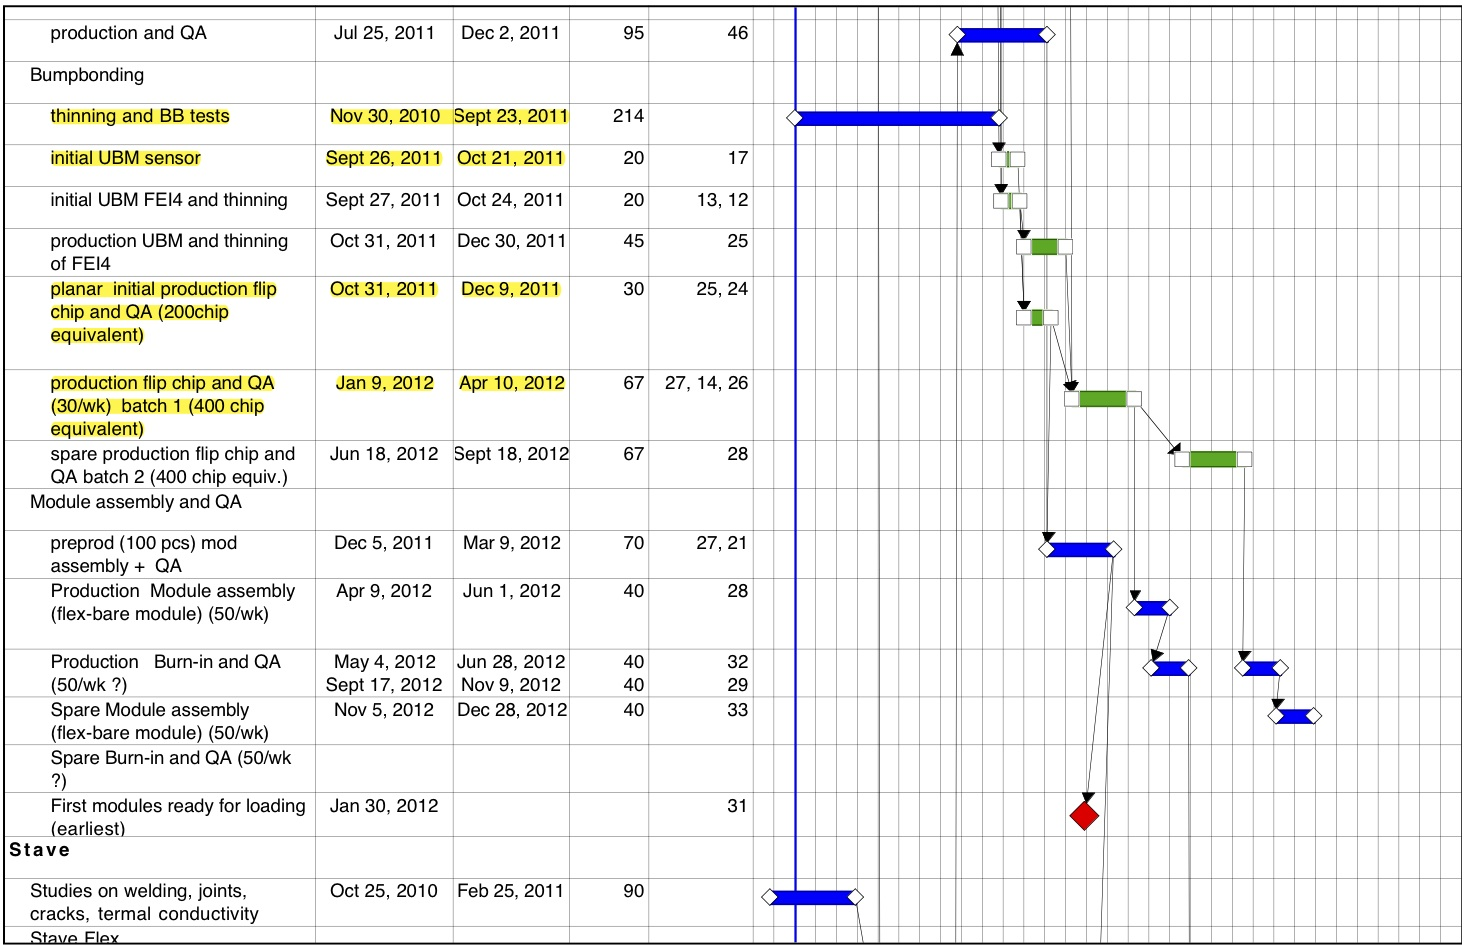 production and QA Jul 25, 2011 Dec 2, 2011 95 46
Bumpbonding
thinning and BB tests Nov 30, 2010 Sept 23, 2011 214
initial UBM sensor Sept 26, 2011 Oct 21, 2011 20 17
initial UBM FEI4 and thinning Sept 27, 2011 Oct 24, 2011 20 13, 12
production UBM and thinning Oct 31, 2011 Dec 30, 2011 45 25
of FEI4
planar initial production flip Oct 31, 2011 Dec 9, 2011 30 25, 24
chip and QA (200chip
equivalent)
production flip chip and QA Jan 9, 2012 Apr 10, 2012 67 27, 14, 26
(30/wk) batch 1 (400 chip
equivalent)
spare production flip chip and Jun 18, 2012 Sept 18, 2012 67 28
QA batch 2 (400 chip equiv.)
Module assembly and QA
preprod (100 pcs) mod Dec 5, 2011 Mar 9, 2012 70 27, 21
assembly + QA
Production Module assembly Apr 9, 2012 Jun 1, 2012 40 28
(flex-bare module) (50/wk)
Production Burn-in and QA May 4, 2012 Jun 28, 2012 40 32
(50/wk ?) Sept 17, 2012 Nov 9, 2012 40 29
Spare Module assembly Nov 5, 2012 Dec 28, 2012 40 33
(flex-bare module) (50/wk)
Spare Burn-in and QA (50/wk
?)
First modules ready for loading Jan 30, 2012 31
(earliest)
Stave
Studies on welding, joints, Oct 25, 2010 Feb 25, 2011 90
cracks, termal conductivity
Stave Flex